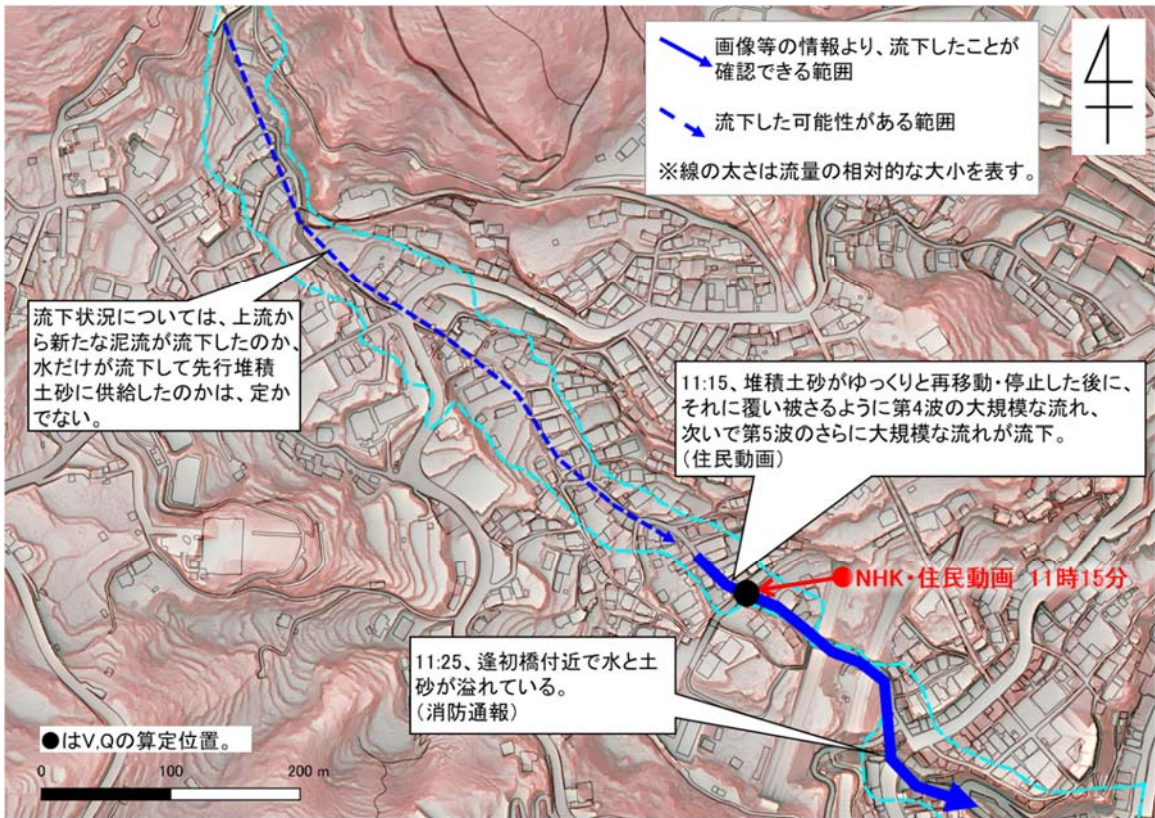 画像等の情報より、流下したことが
確認できる範囲
流下した可能性がある範囲
※線の太さは流量の相対的な大小を表す。
流下状況については、上流か
ら新たな泥流が流下したのか、
水だけが流下して先行堆積
土砂に供給したのかは、定か
でない。
11:15、堆積土砂がゆっくりと再移動・停止した後に、
それに覆い被さるように第4波の大規模な流れ、
次いで第5波のさらに大規模な流れが流下。
(住民動画)
●NHK・住民動画 11時15分
11:25、逢初橋付近で水と土
砂が溢れている。
(消防通報)
●はV,Qの算定位置。
0 100 200 m